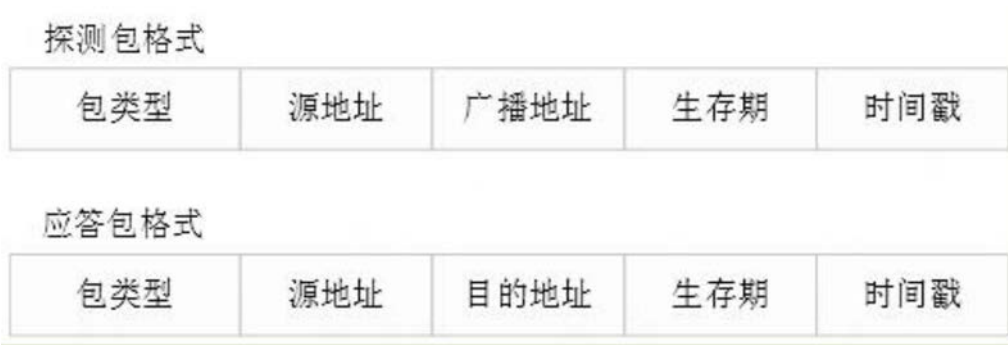 探测包格式
包类型 源地址 广播地址 生存期 时间戳
应答包格式
包类型 源地址 目的地址 生存期 时间戳